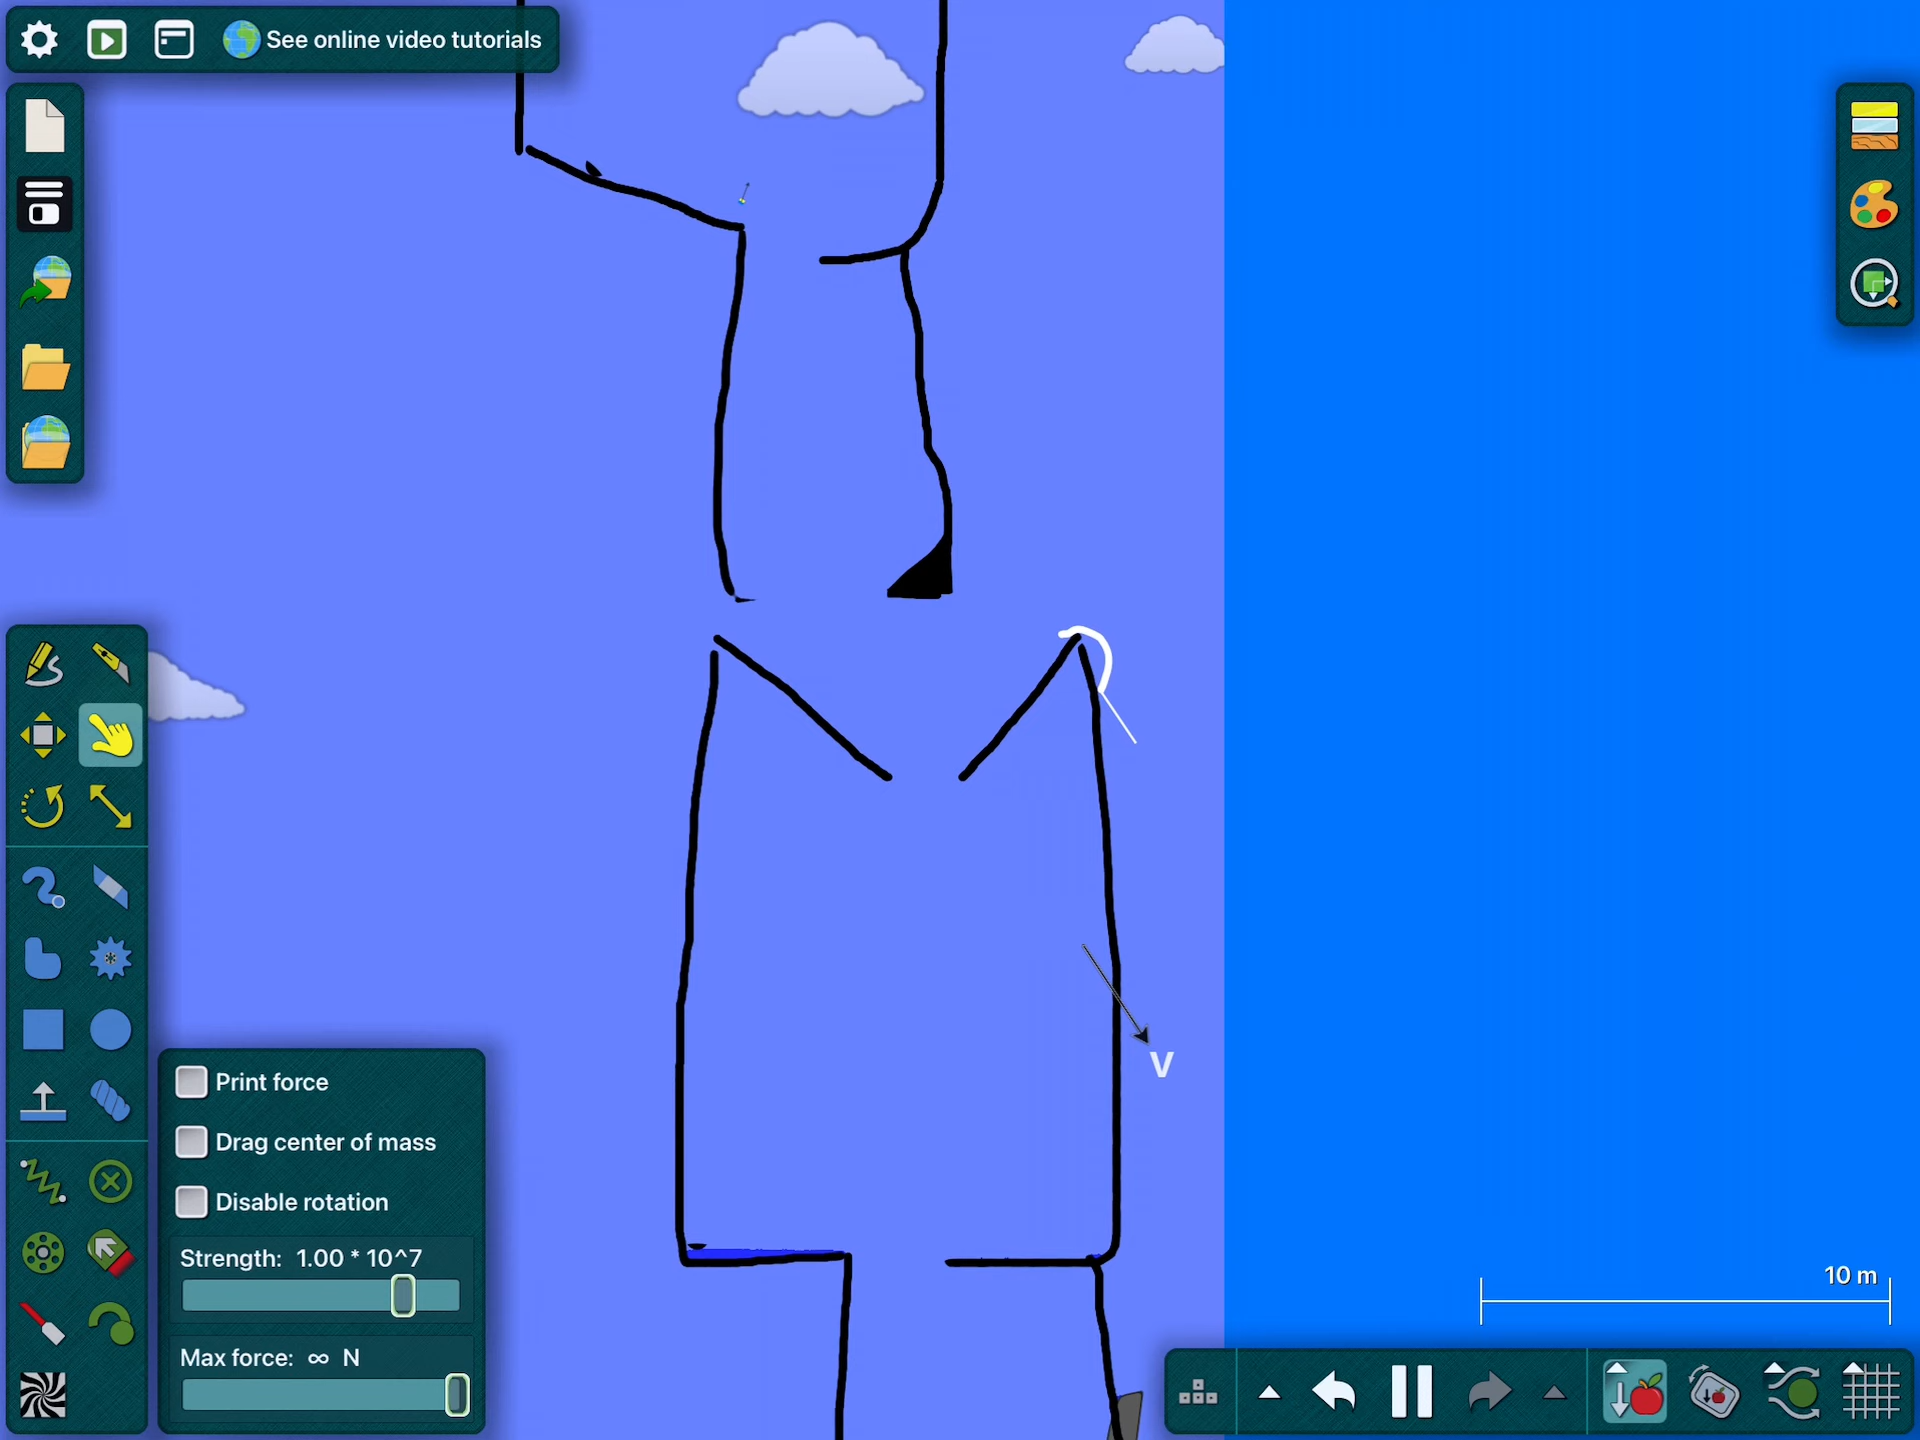 See online video tutorials
V
Print force
Drag center of mass
Disable rotation
Strength: 1.00 * 10^7
10 m
Max force: ∞ N